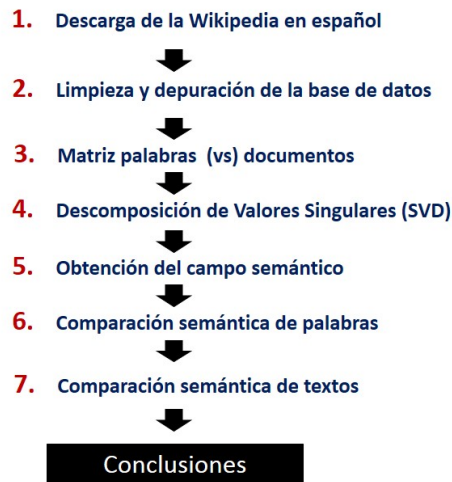 1. Descarga de la Wikipedia en español
2. Limpieza y depuración de la base de datos
3. Matriz palabras (vs) documentos
4. Descomposición de Valores Singulares (SVD)
5. Obtención del campo semántico
6. Comparación semántica de palabras
7. Comparación semántica de textos
Conclusiones